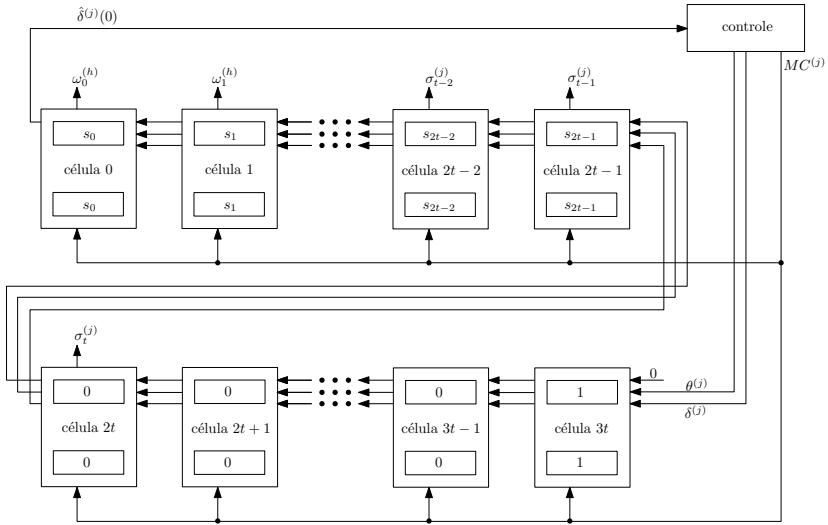 δ̂^(j)(0)
controle
MC^(j)
ω_0^(h)
ω_1^(h)
σ_{t−2}^(j)
σ_{t−1}^(j)
s_0
s_1
s_{2t−2}
s_{2t−1}
célula 0
célula 1
célula 2t − 2
célula 2t − 1
s_0
s_1
s_{2t−2}
s_{2t−1}
σ_t^(j)
0
θ^(j)
δ^(j)
0
0
0
1
célula 2t
célula 2t + 1
célula 3t − 1
célula 3t
0
0
0
1